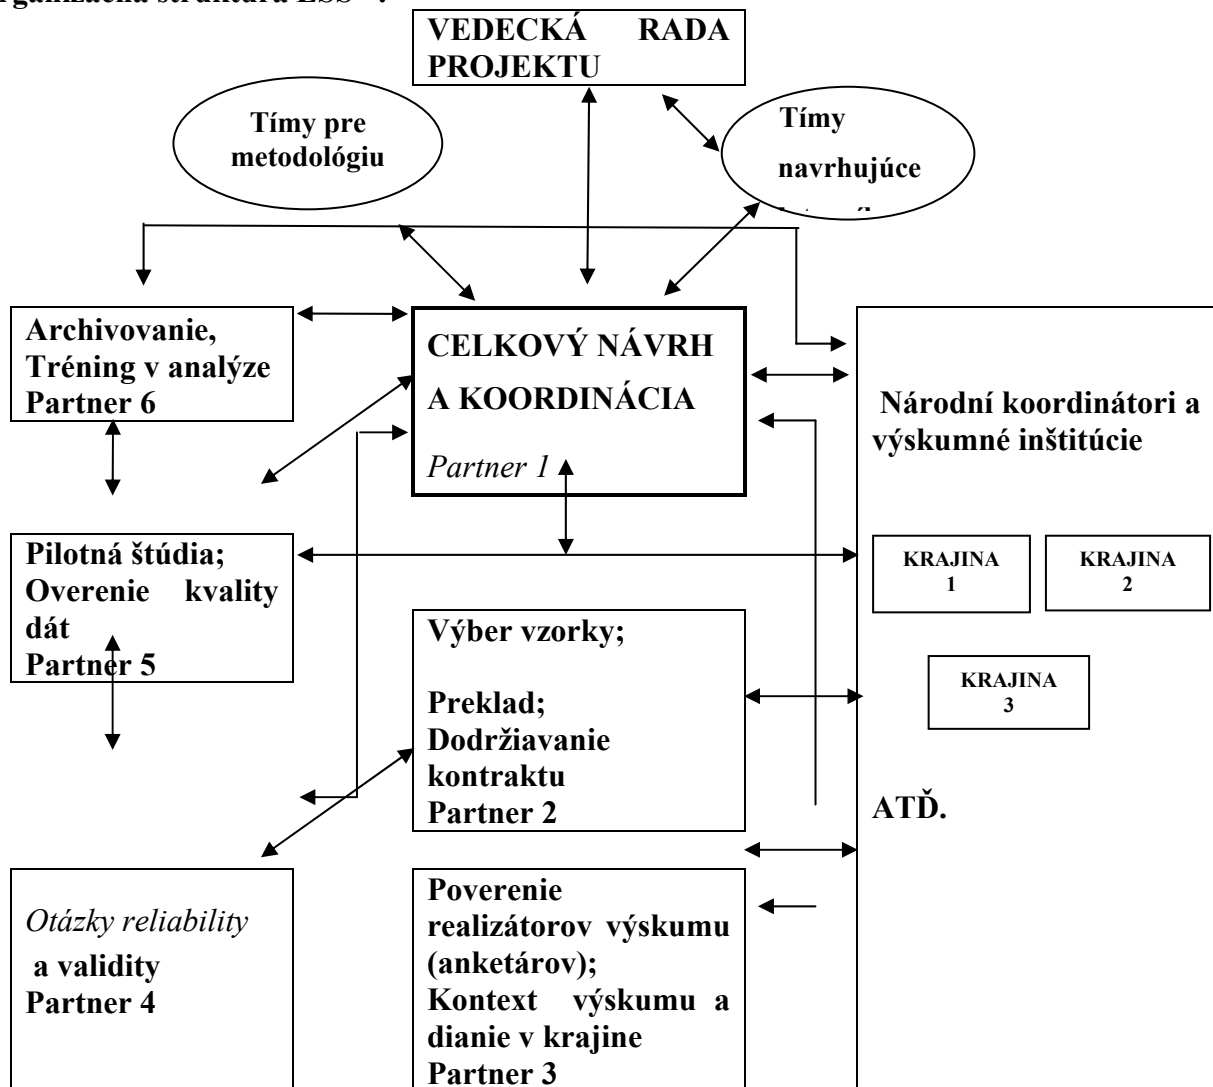 VEDECKÁ RADA
PROJEKTU
Tímy pre
metodológiu
Tímy
navrhujúce
Archivovanie,
Tréning v analýze
Partner 6
CELKOVÝ NÁVRH
A KOORDINÁCIA
Partner 1
Národní koordinátori a
výskumné inštitúcie
Pilotná štúdia;
Overenie kvality
dát
Partner 5
KRAJINA
1
KRAJINA
2
KRAJINA
3
ATĎ.
Výber vzorky;
Preklad;
Dodržiavanie
kontraktu
Partner 2
Otázky reliability
a validity
Partner 4
Poverenie
realizátorov výskumu
(anketárov);
Kontext výskumu a
dianie v krajine
Partner 3